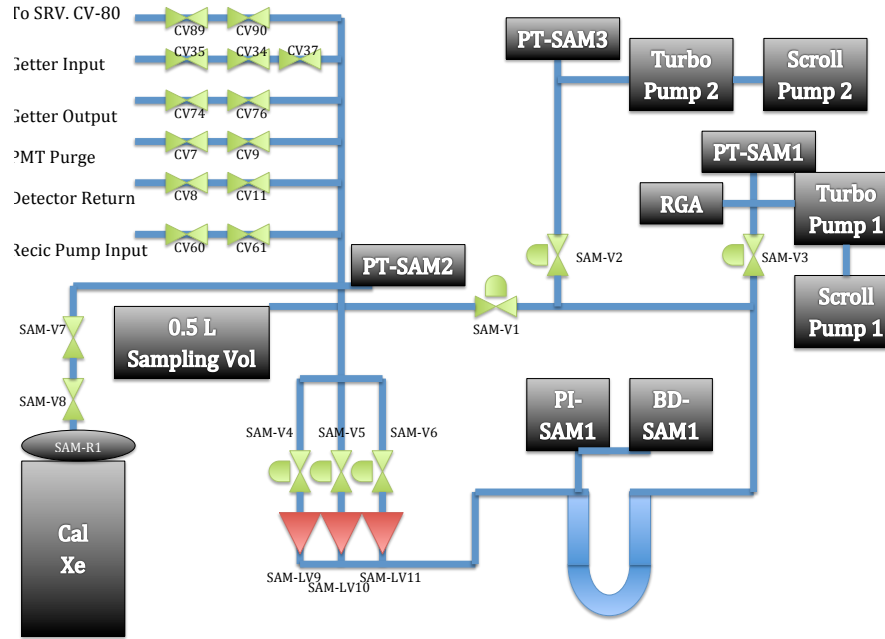 To SRV. CV-80
CV89
CV90
Getter Input
CV35
CV34
CV37
Getter Output
CV74
CV76
PMT Purge
CV7
CV9
Detector Return
CV8
CV11
Recic Pump Input
CV60
CV61
PT-SAM3
Turbo
Pump 2
Scroll
Pump 2
PT-SAM1
RGA
Turbo
Pump 1
Scroll
Pump 1
SAM-V2
SAM-V3
PT-SAM2
SAM-V1
0.5 L
Sampling Vol
SAM-V7
SAM-V8
SAM-R1
Cal
Xe
SAM-V4
SAM-V5
SAM-V6
PI-
SAM1
BD-
SAM1
SAM-LV9
SAM-LV10
SAM-LV11